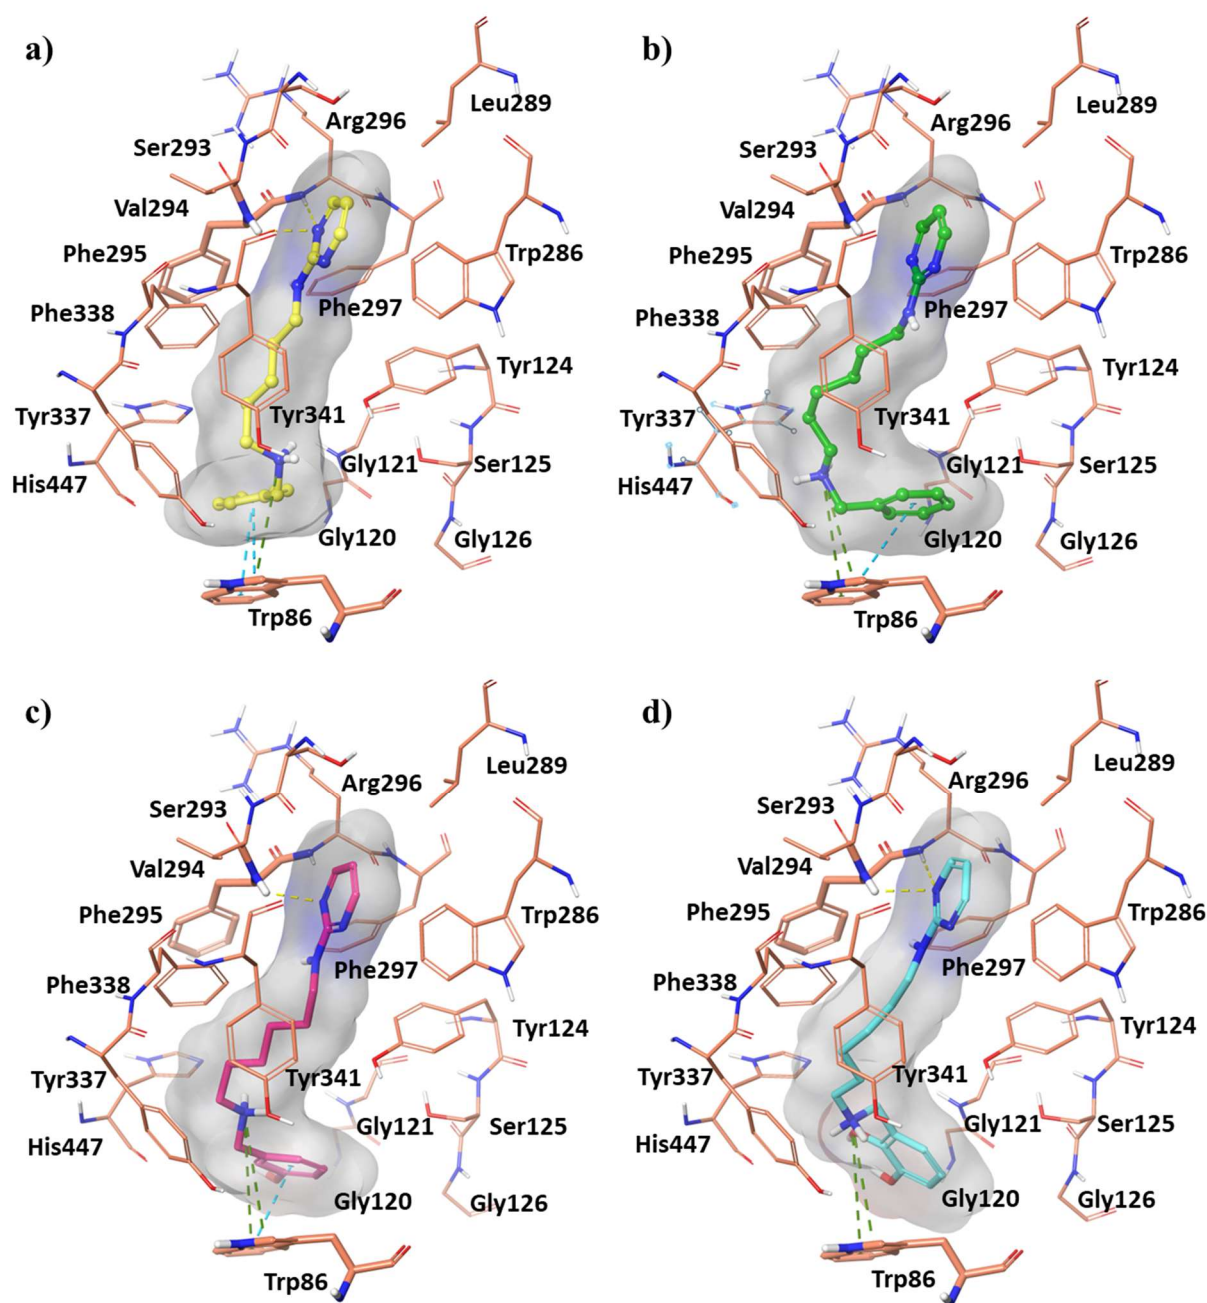 a)
Leu289
Arg296
Ser293
Val294
Phe295
Trp286
Phe297
Phe338
Tyr124
Tyr337
Tyr341
Gly121
Ser125
His447
Gly120
Gly126
Trp86
b)
Leu289
Arg296
Ser293
Val294
Phe295
Trp286
Phe297
Phe338
Tyr124
Tyr337
Tyr341
Gly121
Ser125
His447
Gly120
Gly126
Trp86
c)
Leu289
Arg296
Ser293
Val294
Phe295
Trp286
Phe297
Phe338
Tyr124
Tyr337
Tyr341
Gly121
Ser125
His447
Gly120
Gly126
Trp86
d)
Leu289
Arg296
Ser293
Val294
Phe295
Trp286
Phe297
Phe338
Tyr124
Tyr337
Tyr341
Gly121
Ser125
His447
Gly120
Gly126
Trp86